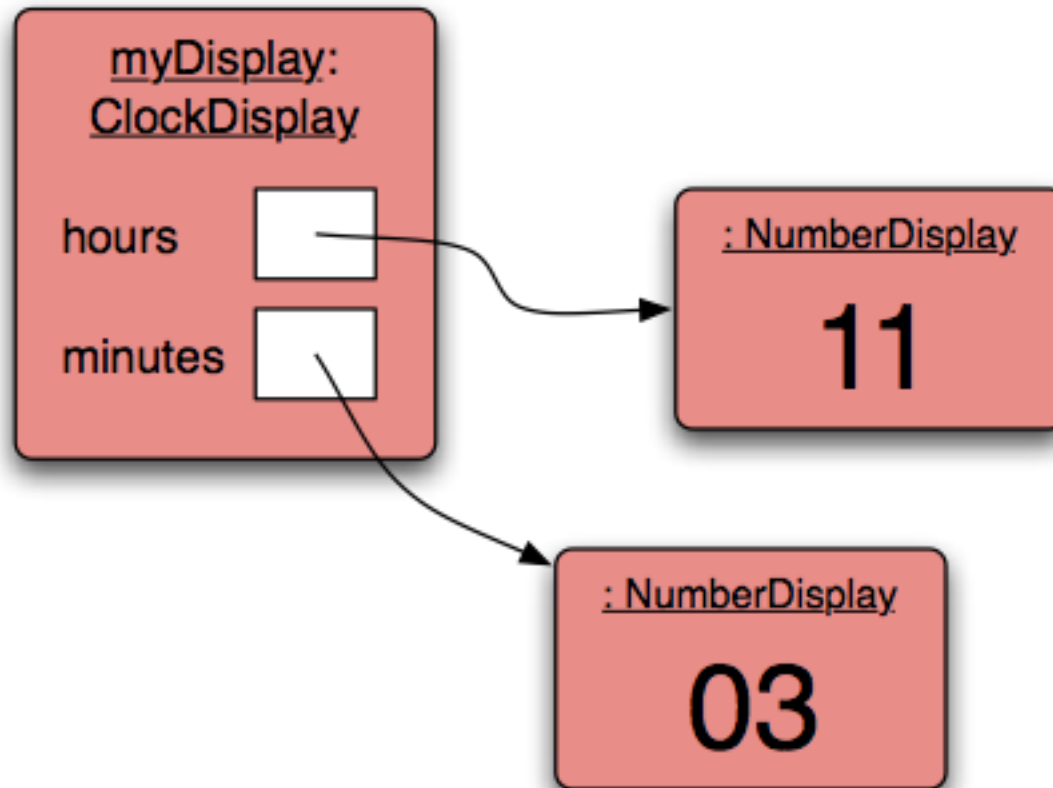 myDisplay:
ClockDisplay
hours
minutes
: NumberDisplay
11
: NumberDisplay
03